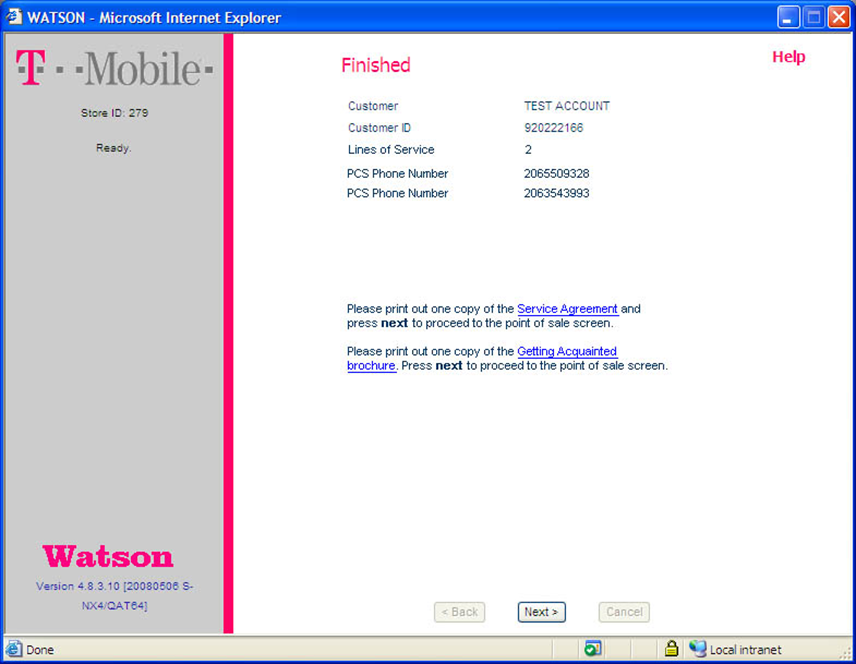 WATSON - Microsoft Internet Explorer
T - - Mobile -
Store ID: 279
Ready.
Help
Finished
Customer TEST ACCOUNT
Customer ID 920222166
Lines of Service 2
PCS Phone Number 2065509328
PCS Phone Number 2063543993
Please print out one copy of the Service Agreement and
press next to proceed to the point of sale screen.
Please print out one copy of the Getting Acquainted
brochure. Press next to proceed to the point of sale screen.
Watson
Version 4.8.3.10 [20080506 S-
NX4/QAT64]
< Back Next > Cancel
Done Local intranet